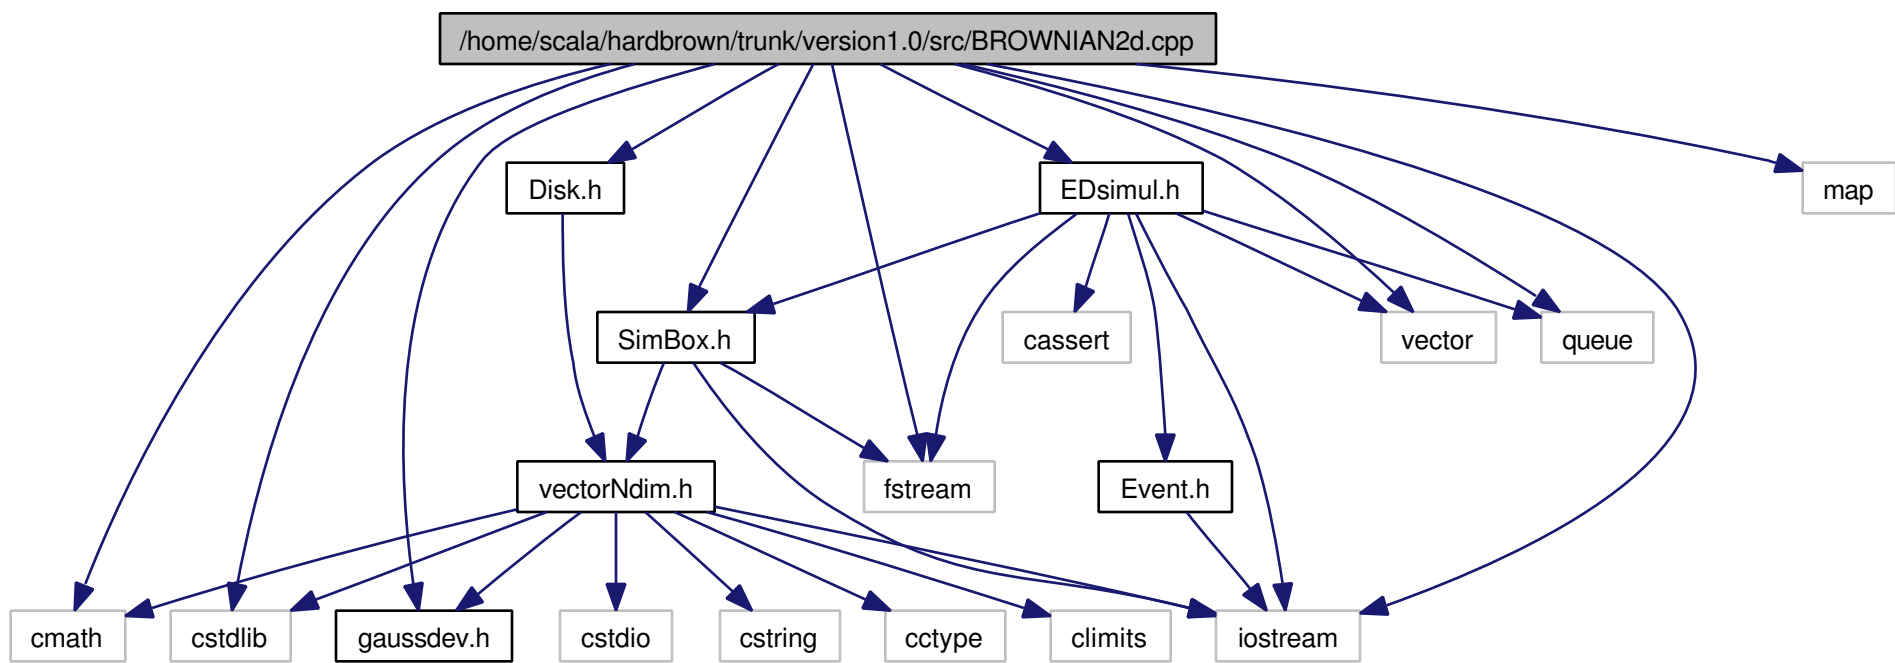 /home/scala/hardbrown/trunk/version1.0/src/BROWNIAN2d.cpp
Disk.h
EDsimul.h
map
SimBox.h
cassert
vector
queue
vectorNdim.h
fstream
Event.h
cmath
cstdlib
gaussdev.h
cstdio
cstring
cctype
climits
iostream